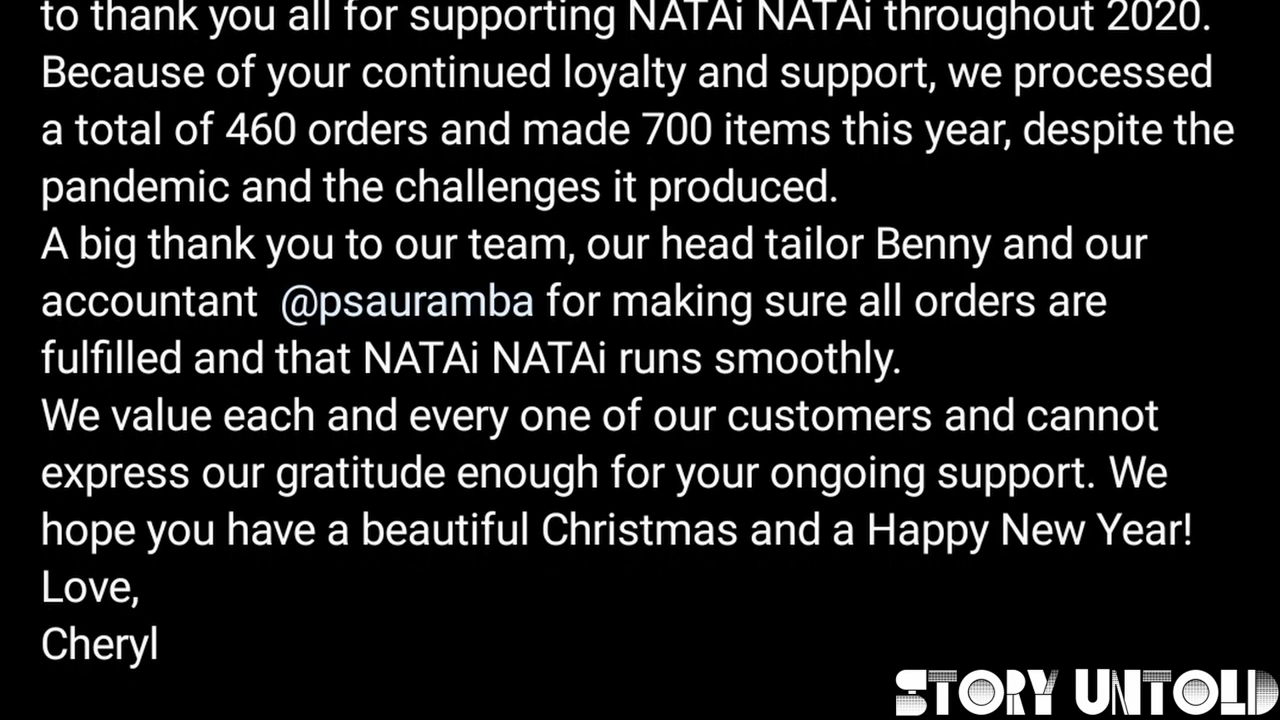 to thank you all for supporting NATAi NATAi throughout 2020.
Because of your continued loyalty and support, we processed
a total of 460 orders and made 700 items this year, despite the
pandemic and the challenges it produced.
A big thank you to our team, our head tailor Benny and our
accountant  @psauramba for making sure all orders are
fulfilled and that NATAi NATAi runs smoothly.
We value each and every one of our customers and cannot
express our gratitude enough for your ongoing support. We
hope you have a beautiful Christmas and a Happy New Year!
Love,
Cheryl
STORY UNTOLD